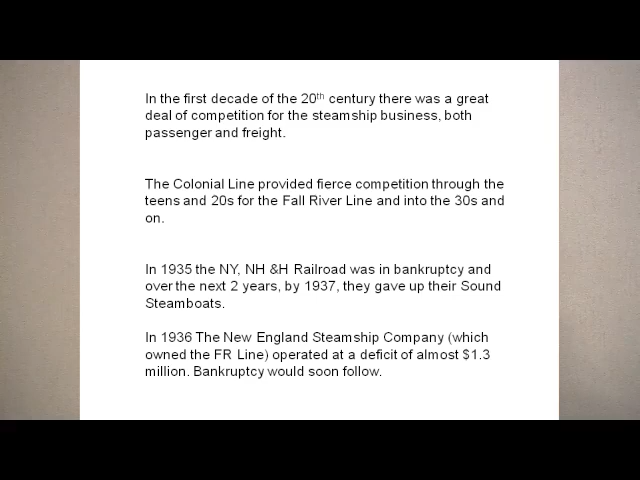 In the first decade of the 20th century there was a great
deal of competition for the steamship business, both
passenger and freight.
The Colonial Line provided fierce competition through the
teens and 20s for the Fall River Line and into the 30s and
on.
In 1935 the NY, NH &H Railroad was in bankruptcy and
over the next 2 years, by 1937, they gave up their Sound
Steamboats.
In 1936 The New England Steamship Company (which
owned the FR Line) operated at a deficit of almost $1.3
million. Bankruptcy would soon follow.